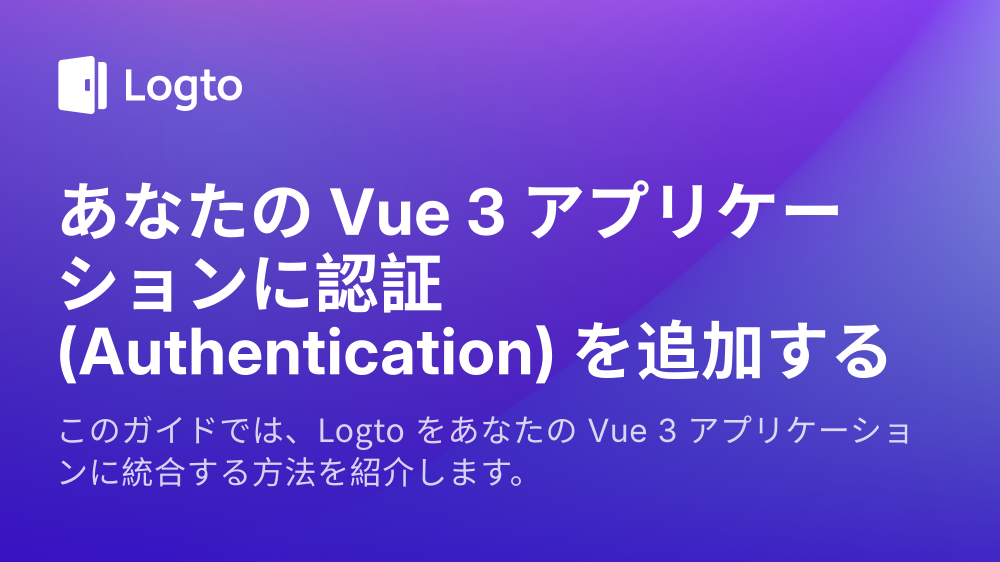 Logto
あなたの Vue 3 アプリケー
ションに認証
(Authentication) を追加する
このガイドでは、Logto をあなたの Vue 3 アプリケーショ
ンに統合する方法を紹介します。